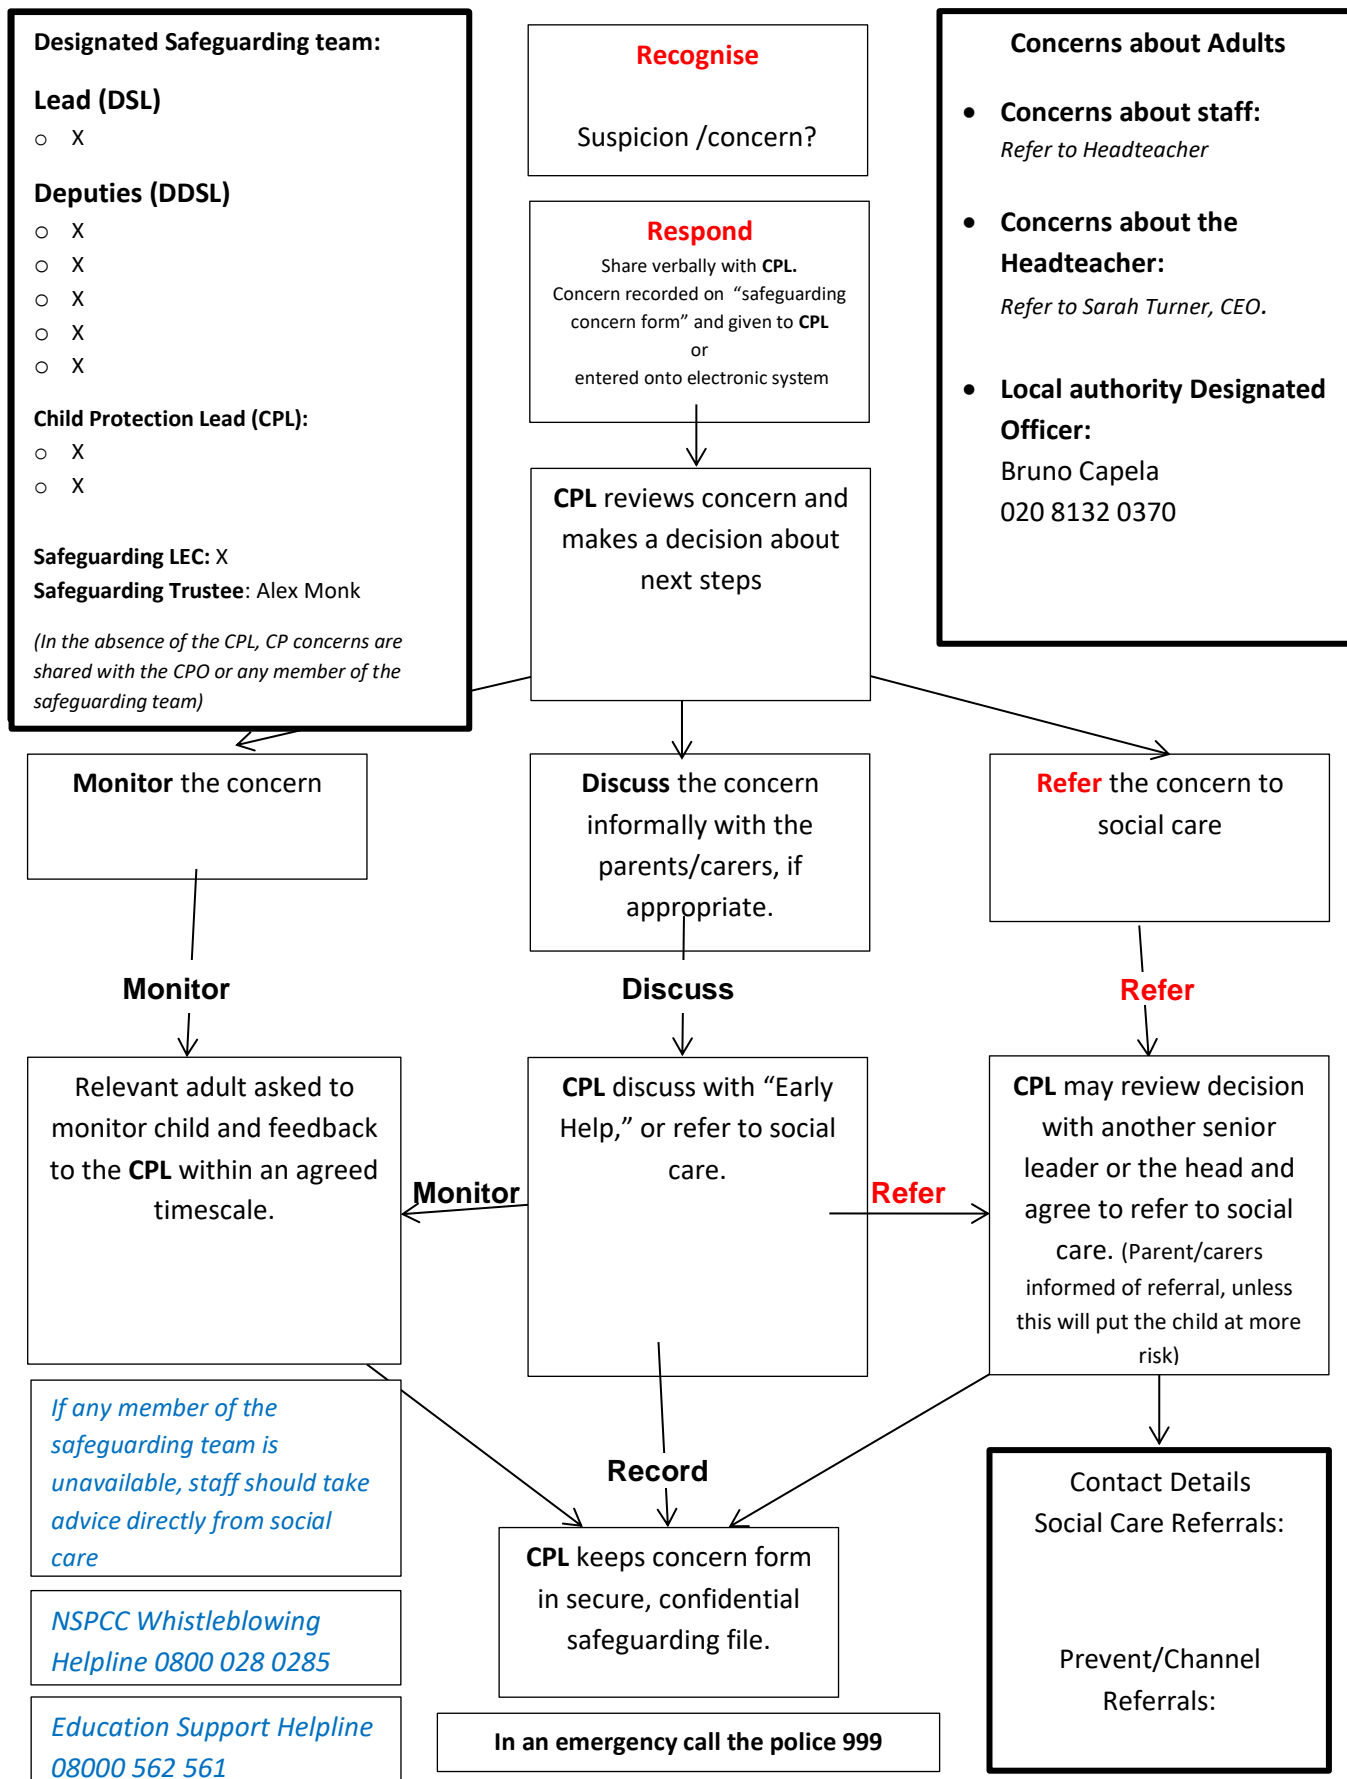 Designated Safeguarding team:
Lead (DSL)
o X
Deputies (DDSL)
o X
o X
o X
o X
o X
Child Protection Lead (CPL):
o X
o X
Safeguarding LEC: X
Safeguarding Trustee: Alex Monk
(In the absence of the CPL, CP concerns are
shared with the CPO or any member of the
safeguarding team)
Recognise
Suspicion /concern?
Respond
Share verbally with CPL.
Concern recorded on “safeguarding
concern form” and given to CPL
or
entered onto electronic system
CPL reviews concern and
makes a decision about
next steps
Concerns about Adults
• Concerns about staff:
Refer to Headteacher
• Concerns about the
Headteacher:
Refer to Sarah Turner, CEO.
• Local authority Designated
Officer:
Bruno Capela
020 8132 0370
Monitor the concern
Discuss the concern
informally with the
parents/carers, if
appropriate.
Refer the concern to
social care
Monitor
Discuss
Refer
Relevant adult asked to
monitor child and feedback
to the CPL within an agreed
timescale.
Monitor
CPL discuss with “Early
Help,” or refer to social
care.
Refer
CPL may review decision
with another senior
leader or the head and
agree to refer to social
care. (Parent/carers
informed of referral, unless
this will put the child at more
risk)
If any member of the
safeguarding team is
unavailable, staff should take
advice directly from social
care
NSPCC Whistleblowing
Helpline 0800 028 0285
Education Support Helpline
08000 562 561
Record
CPL keeps concern form
in secure, confidential
safeguarding file.
In an emergency call the police 999
Contact Details
Social Care Referrals:
Prevent/Channel
Referrals: